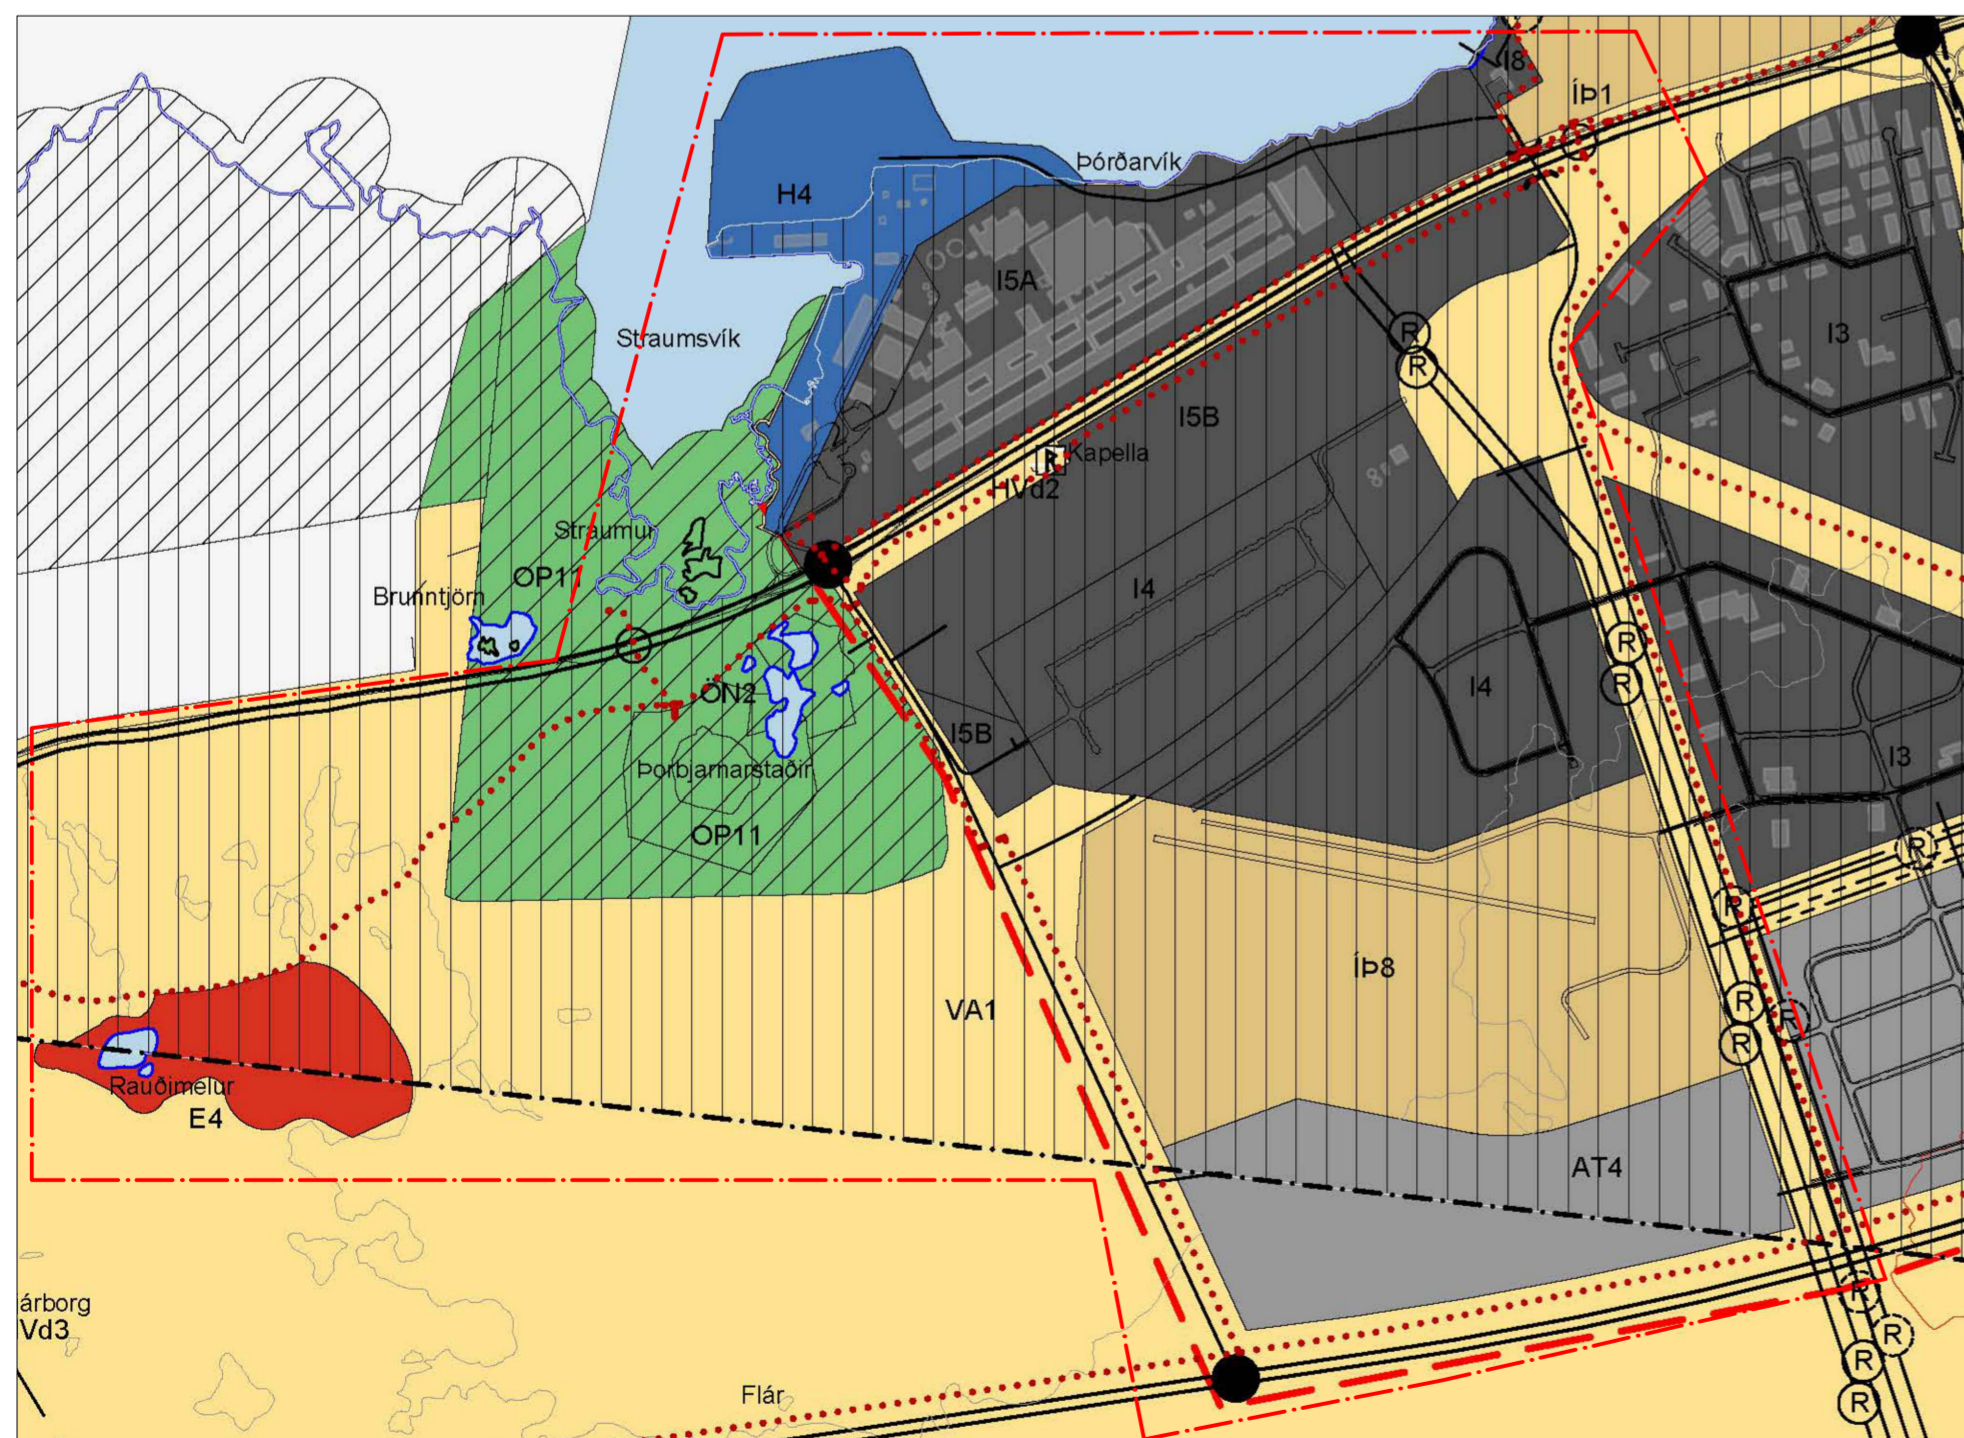 I8
ÍÞ1
Þórðarvík
H4
I5A
I3
Straumsvík
R
R
I5B
R
Kapella
HVd2
Straumur
OP11
Brunntjörn
I4
R
I4
R
ÖN2
I5B
I3
Þorbjarnarstaðir
OP11
R
R
ÍÞ8
VA1
R
R
R
Rauðimelur
E4
AT4
árborg
Vd3
R
R
R
R
Flár